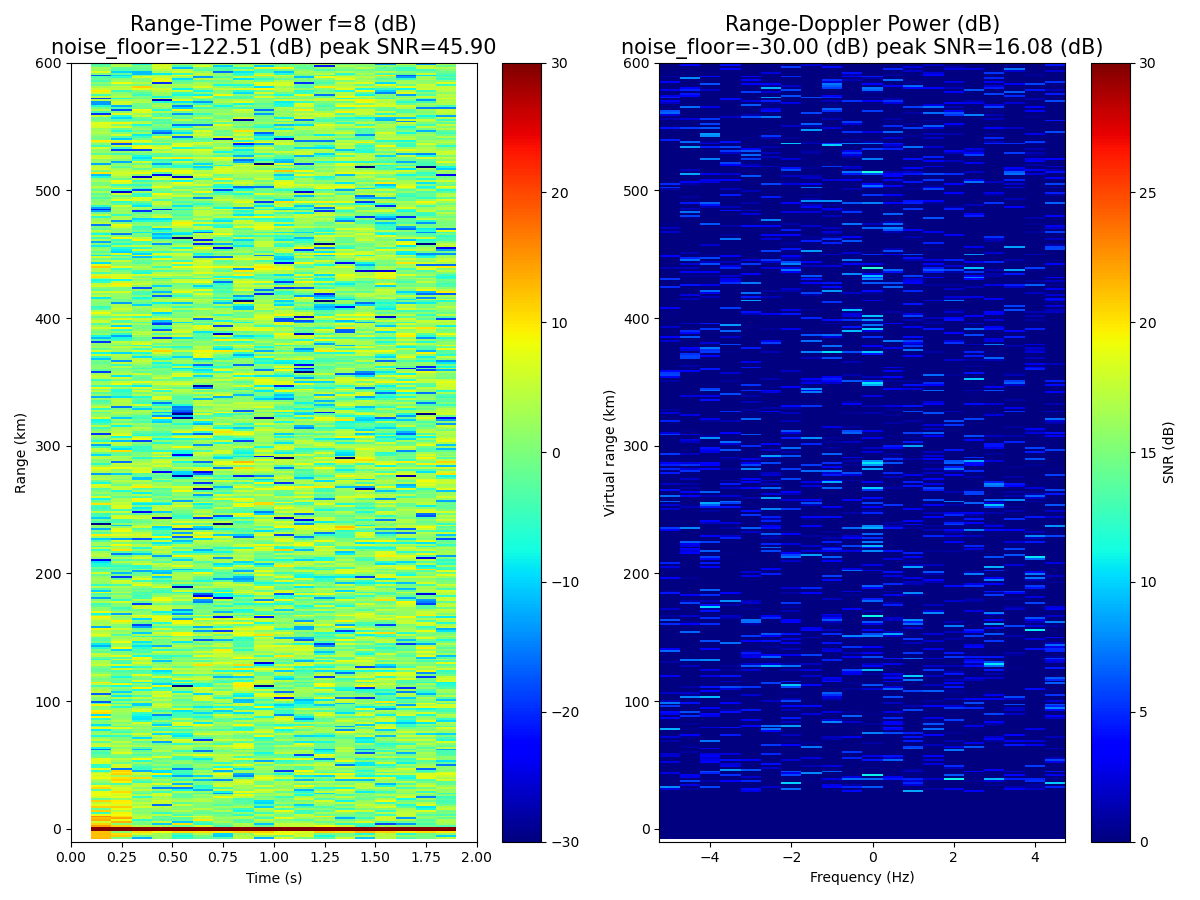 Range-Time Power f=8 (dB)
noise_floor=-122.51 (dB) peak SNR=45.90
Range (km)
600
500
400
300
200
100
0
0.00 0.25 0.50 0.75 1.00 1.25 1.50 1.75 2.00
Time (s)
30
20
10
0
−10
−20
−30
Range-Doppler Power (dB)
noise_floor=-30.00 (dB) peak SNR=16.08 (dB)
Virtual range (km)
600
500
400
300
200
100
0
−4 −2 0 2 4
Frequency (Hz)
30
25
20
15
10
5
0
SNR (dB)